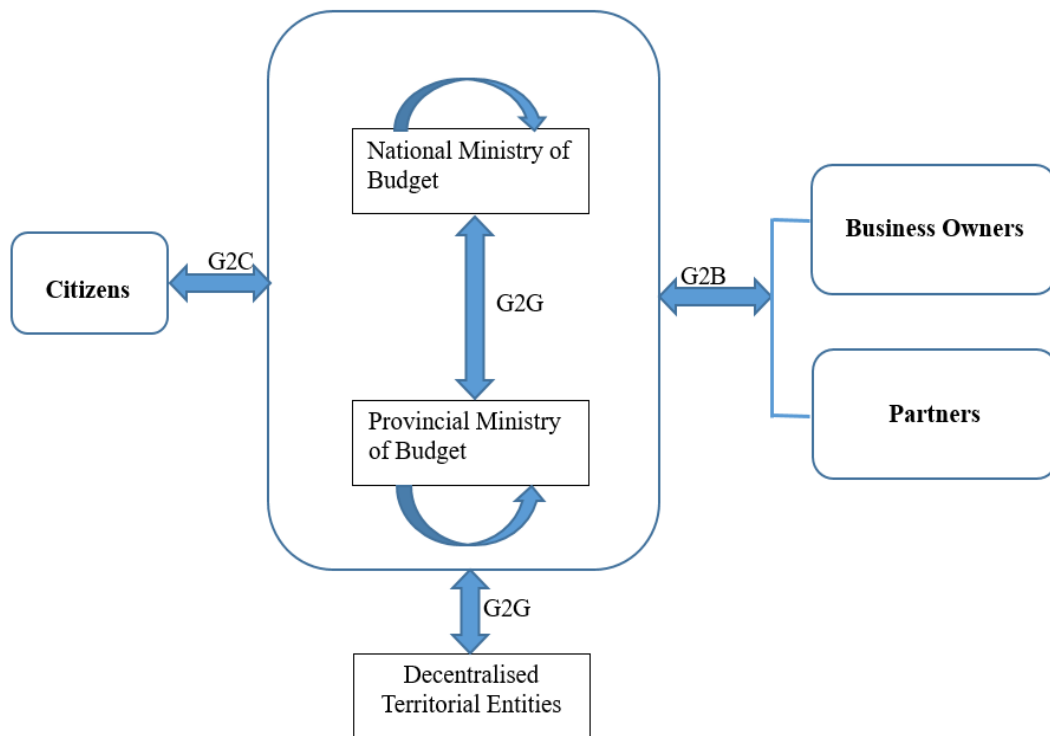 National Ministry of
Budget
Business Owners
G2C
G2B
Citizens
G2G
Provincial Ministry
of Budget
Partners
G2G
Decentralised
Territorial Entities